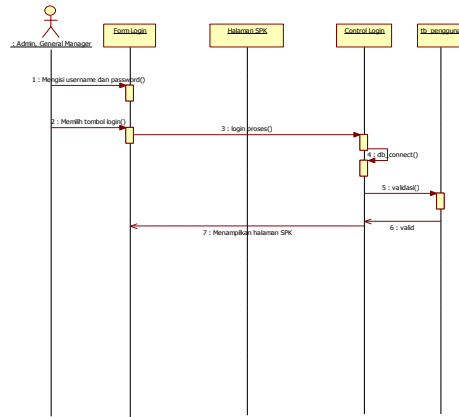 : Admin, General Manager
Form Login
Halaman SPK
Control Login
tb_pengguna
1 : Mengisi username dan password()
2 : Memilih tombol login()
3 : login proses()
4 : db_connect()
5 : validasi()
6 : valid
7 : Menampilkan halaman SPK